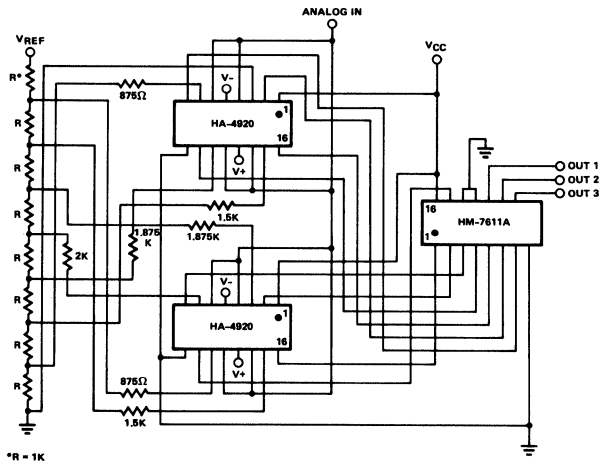 ANALOG IN
VREF
VCC
R*
V–
875Ω
HA–4920
1
16
R
V+
OUT 1
OUT 2
OUT 3
R
R
1.5K
16
HM–7611A
1
R
1.875
K
1.875K
2K
R
V–
R
HA–4920
1
16
R
V+
R
875Ω
1.5K
*R = 1K